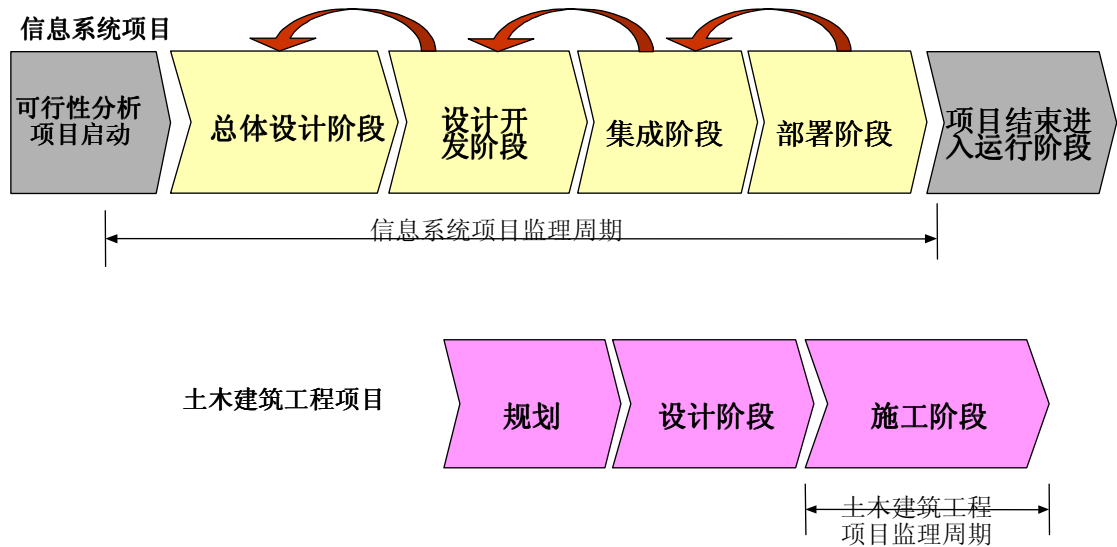 信息系统项目
可行性分析
项目启动
总体设计阶段
设计开
发阶段
集成阶段
部署阶段
项目结束进
入运行阶段
信息系统项目监理周期
土木建筑工程项目
规划
设计阶段
施工阶段
土木建筑工程
项目监理周期